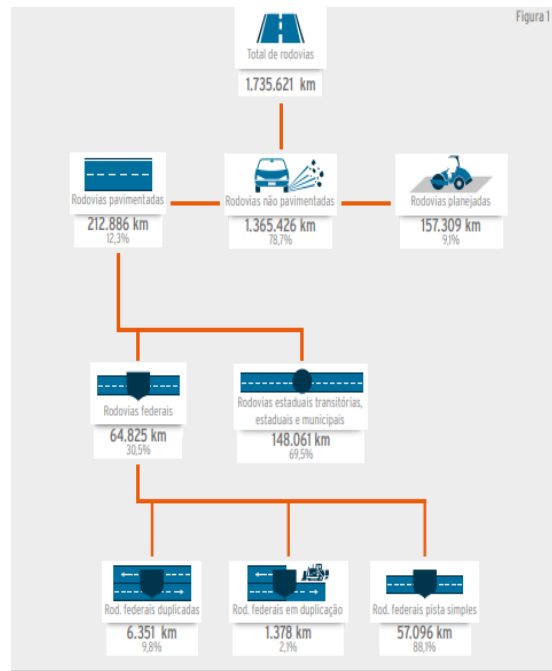 Figura 1
Total de rodovias
1.735.621 km
Rodovias pavimentadas
212.886 km
12,3%
Rodovias não pavimentadas
1.365.426 km
78,7%
Rodovias planejadas
157.309 km
9,1%
Rodovias federais
64.825 km
30,5%
Rodovias estaduais transitórias,
estaduais e municipais
148.061 km
69,5%
Rod. federais duplicadas
6.351 km
9,8%
Rod. federais em duplicação
1.378 km
2,1%
Rod. federais pista simples
57.096 km
88,1%